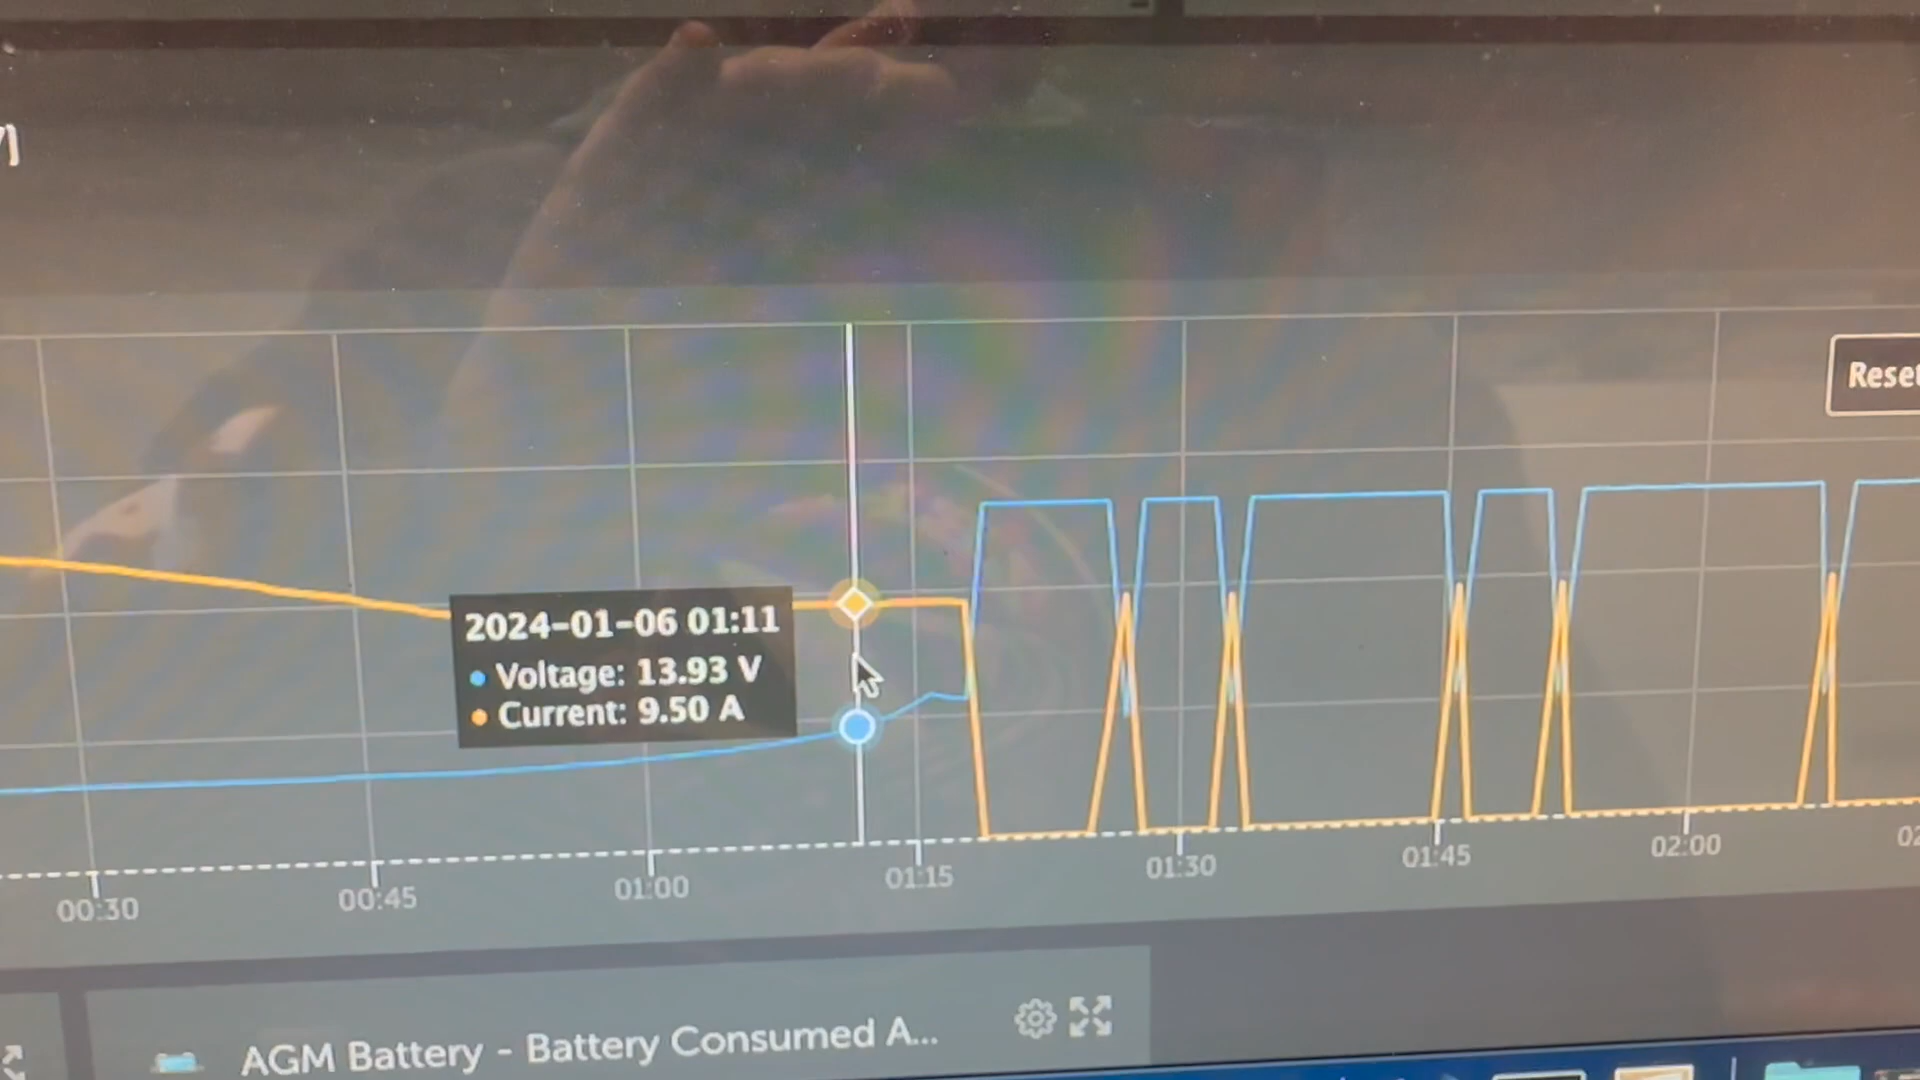 Reset
2024-01-06 01:11
Voltage: 13.93 V
Current: 9.50 A
00:30
00:45
01:00
01:15
01:30
01:45
02:00
AGM Battery - Battery Consumed A...